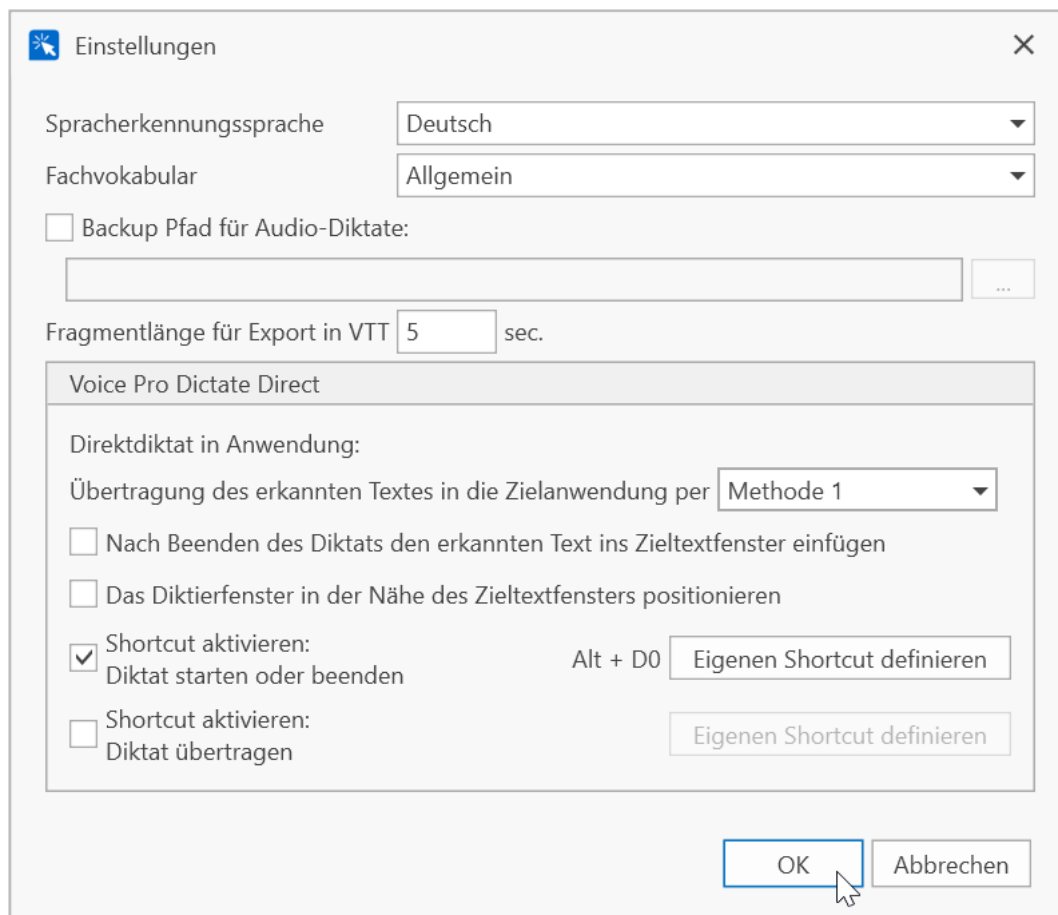 Einstellungen
Spracherkennungssprache Deutsch
Fachvokabular Allgemein
Backup Pfad für Audio-Diktate:
...
Fragmentlänge für Export in VTT 5 sec.
Voice Pro Dictate Direct
Direktdiktat in Anwendung:
Übertragung des erkannten Textes in die Zielanwendung per Methode 1
Nach Beenden des Diktats den erkannten Text ins Zieltextfenster einfügen
Das Diktierfenster in der Nähe des Zieltextfensters positionieren
Shortcut aktivieren:
Diktat starten oder beenden
Alt + D0 Eigenen Shortcut definieren
Shortcut aktivieren:
Diktat übertragen
Eigenen Shortcut definieren
OK Abbrechen